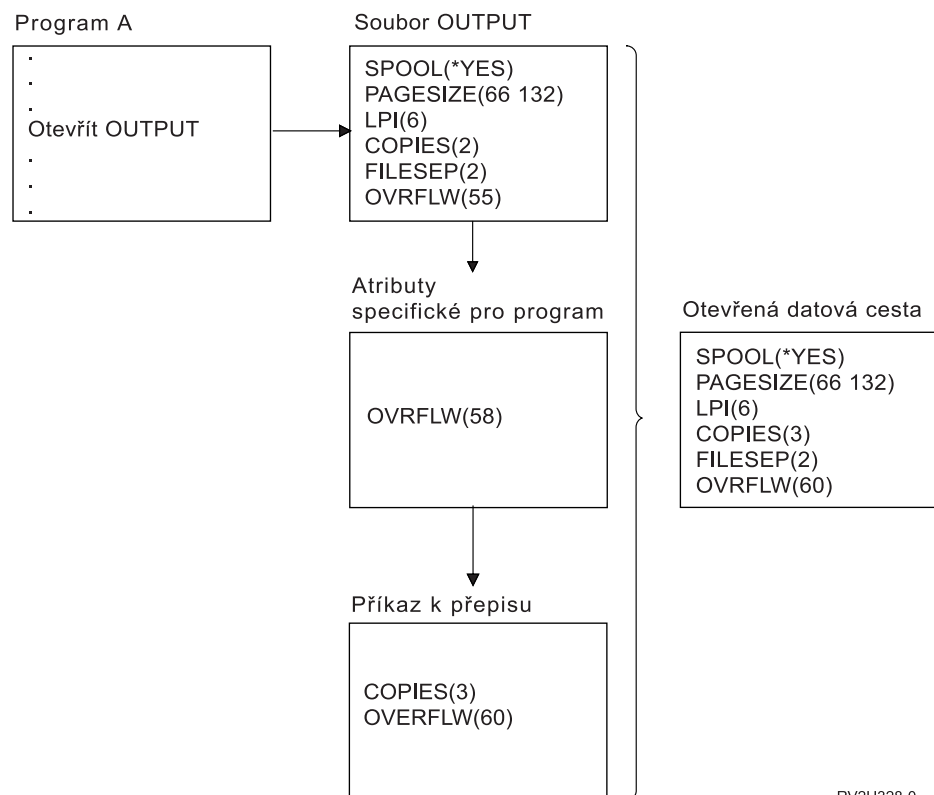 Program A
.
.
.
Otevřít OUTPUT
.
.
.
Soubor OUTPUT
SPOOL(*YES)
PAGESIZE(66 132)
LPI(6)
COPIES(2)
FILESEP(2)
OVRFLW(55)
Atributy
specifické pro program
OVRFLW(58)
Příkaz k přepisu
COPIES(3)
OVERFLW(60)
Otevřená datová cesta
SPOOL(*YES)
PAGESIZE(66 132)
LPI(6)
COPIES(3)
FILESEP(2)
OVRFLW(60)